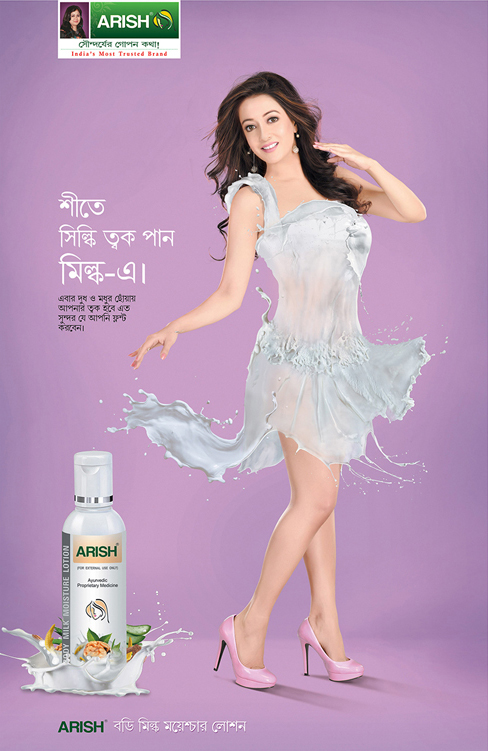 ARISH®
সৌন্দর্যের গোপন কথা!
India's Most Trusted Brand
শীতে
সিল্কি ত্বক পান
মিল্ক-এ।
এবার দুধ ও মধুর ছোঁয়ায়
আপনার ত্বক হবে এত
সুন্দর যে আপনি ফ্লন্ট
করবেন।
ARISH®
(FOR EXTERNAL USE ONLY)
Ayurvedic
Proprietary Medicine
BODY MILK MOISTURE LOTION
ARISH® বডি মিল্ক ময়েশ্চার লোশন